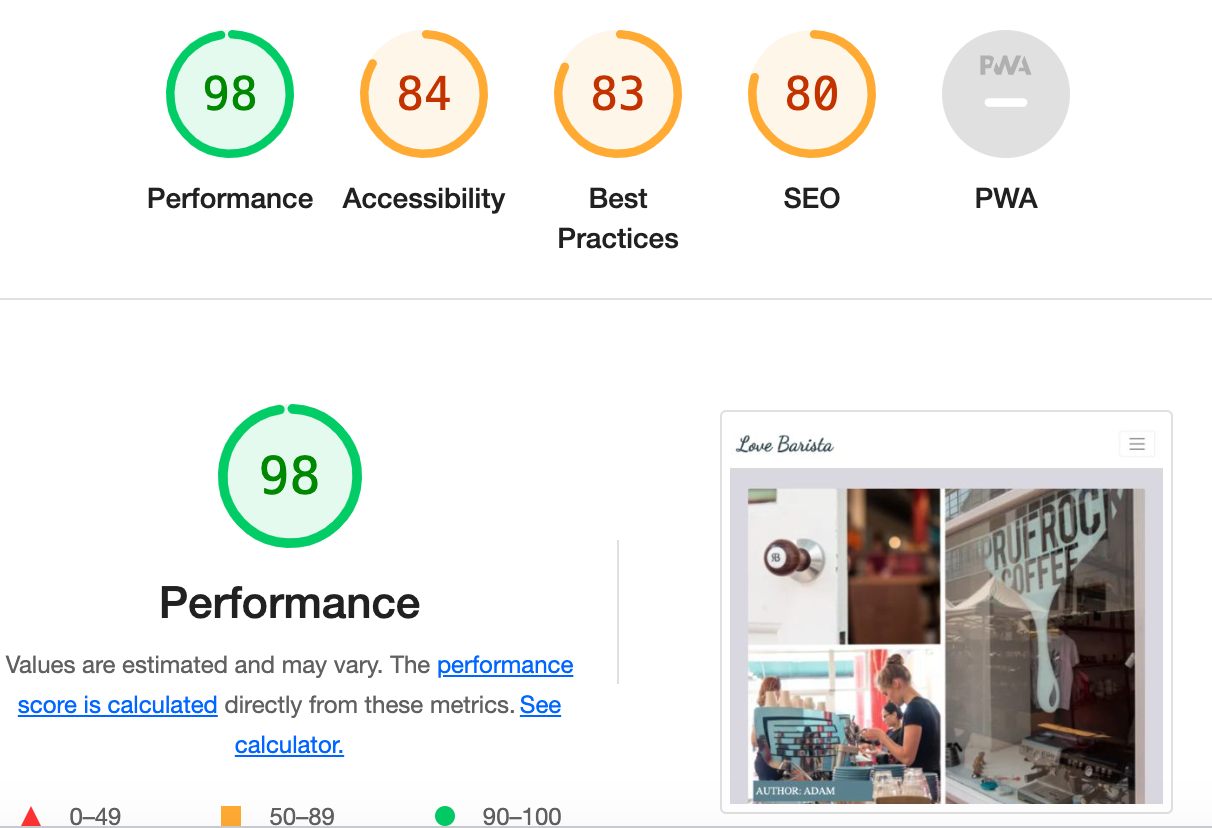 98
84
83
80
PWA
Performance
Accessibility
Best
Practices
SEO
PWA
98
Performance
Values are estimated and may vary. The performance
score is calculated directly from these metrics. See
calculator.
0–49
50–89
90–100
Love Barista
RB
PRUFROCK
COFFEE
AUTHOR: ADAM